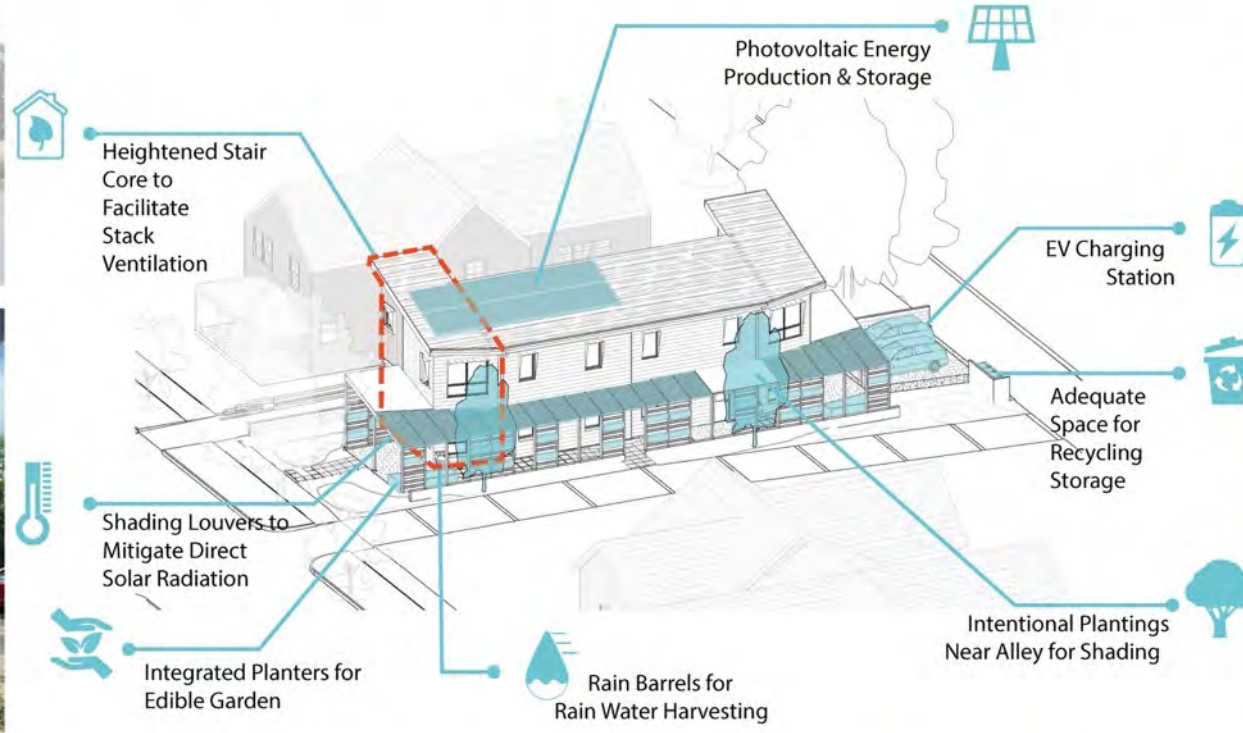 Photovoltaic Energy
Production & Storage
Heightened Stair
Core to
Facilitate
Stack
Ventilation
EV Charging
Station
Adequate
Space for
Recycling
Storage
Shading Louvers to
Mitigate Direct
Solar Radiation
Intentional Plantings
Near Alley for Shading
Integrated Planters for
Edible Garden
Rain Barrels for
Rain Water Harvesting